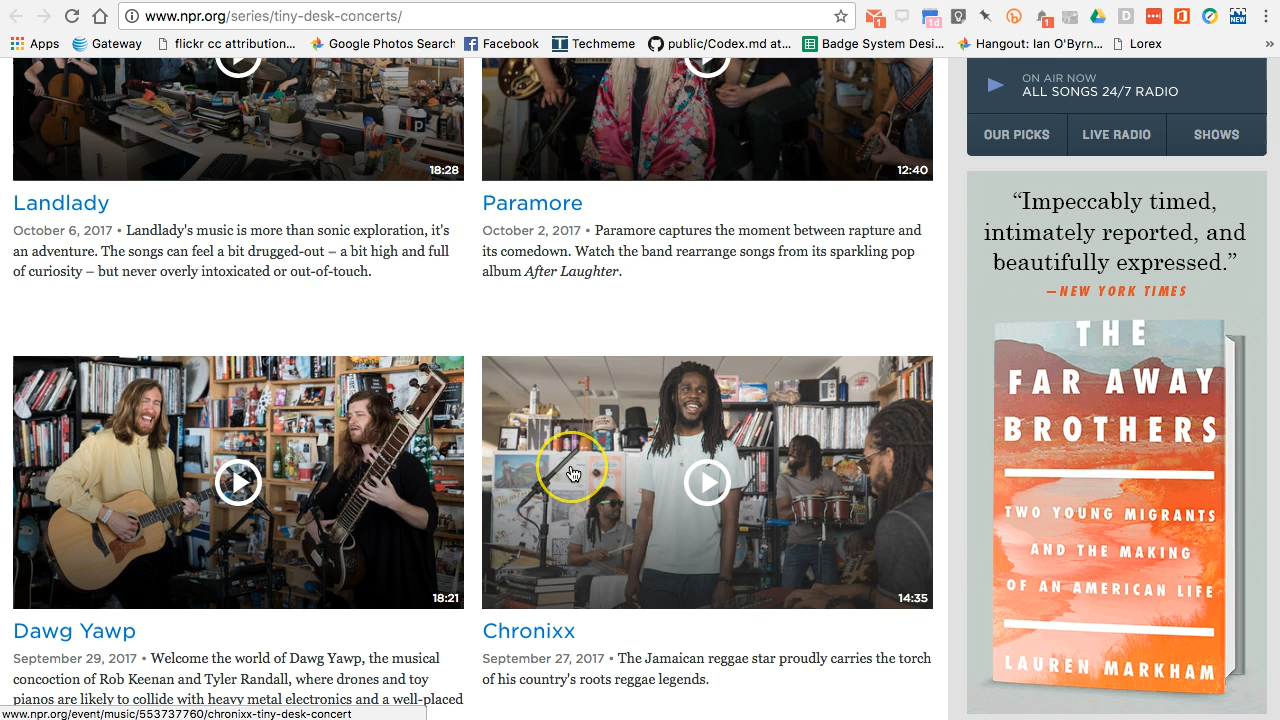 www.npr.org/series/tiny-desk-concerts/
1
1d
1
D
NEW
Apps
Gateway
flickr cc attribution...
Google Photos Sear...
Facebook
Techmeme
public/index.md at...
Badge System Desi...
Hangout: Ian O'Byrn...
Lorex
»
P
18:28
12:40
Landlady
October 6, 2017 • Landlady's music is more than sonic exploration, it's
an adventure. The songs can feel a bit drugged-out – a bit high and full
of curiosity – but never overly intoxicated or out-of-touch.
Paramore
October 2, 2017 • Paramore captures the moment between rapture and
its comedown. Watch the band rearrange songs from its sparkling pop
album After Laughter.
18:21
14:35
Dawg Yawp
September 29, 2017 • Welcome the world of Dawg Yawp, the musical
concoction of Rob Keenan and Tyler Randall, where drones and toy
pianos are likely to collide with heavy metal electronics and a well-placed
Chronixx
September 27, 2017 • The Jamaican reggae star proudly carries the torch
of his country's roots reggae legends.
www.npr.org/event/music/553737760/chronixx-tiny-desk-concert
ON AIR NOW
ALL SONGS 24/7 RADIO
OUR PICKS
LIVE RADIO
SHOWS
“Impeccably timed,
intimately reported, and
beautifully expressed.”
—NEW YORK TIMES
THE
FAR AWAY
BROTHERS
TWO YOUNG MIGRANTS
AND THE MAKING
OF AN AMERICAN LIFE
LAUREN MARKHAM